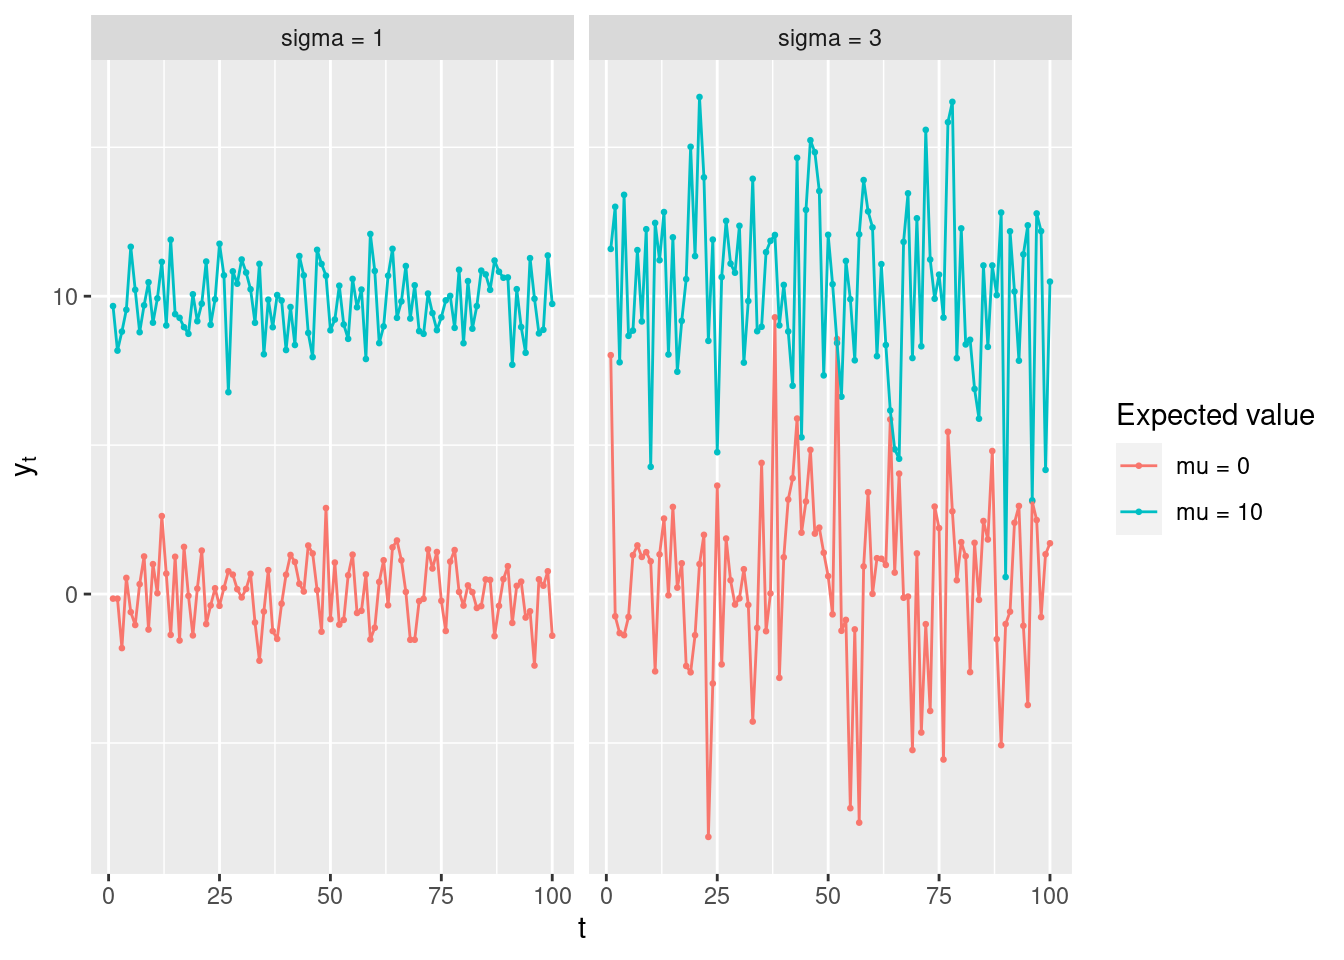 sigma = 1
sigma = 3
10
0
y_t
0 25 50 75 100
0 25 50 75 100
t
Expected value
mu = 0
mu = 10